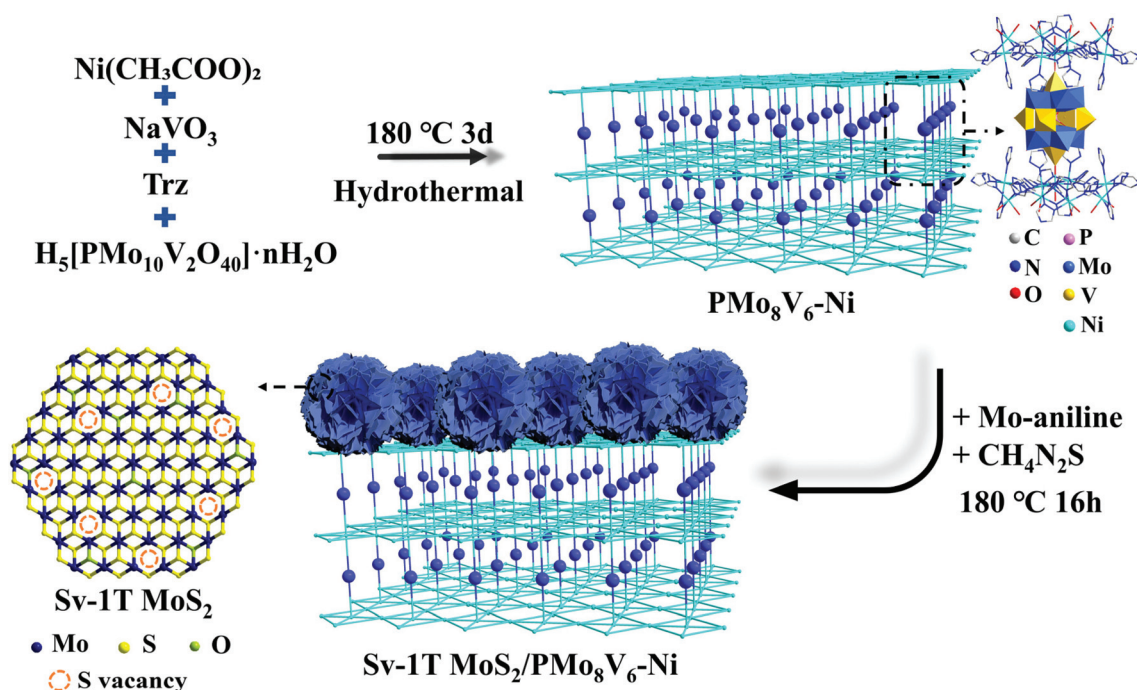 Ni(CH₃COO)₂
+
NaVO₃
+
Trz
+
H₅[PMo₁₀V₂O₄₀]·nH₂O
180 °C 3d
Hydrothermal
PMo₈V₆-Ni
C P
N Mo
O V
Ni
+ Mo-aniline
+ CH₄N₂S
180 °C 16h
Sv-1T MoS₂
Mo S O
S vacancy
Sv-1T MoS₂/PMo₈V₆-Ni